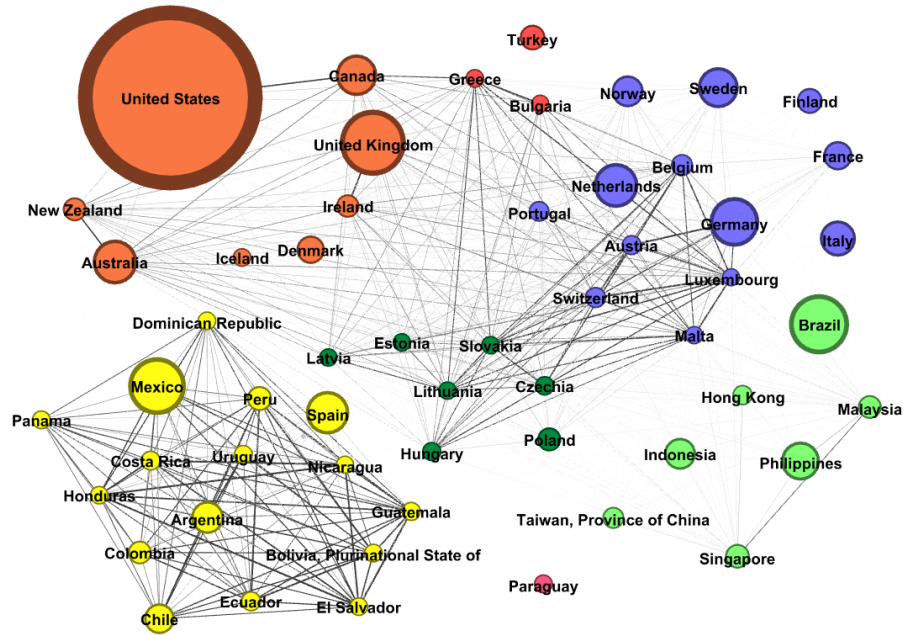 Turkey
Canada
Greece
United States
Norway
Sweden
Bulgaria
Finland
United Kingdom
France
Belgium
Netherlands
New Zealand
Ireland
Portugal
Germany
Austria
Italy
Denmark
Iceland
Australia
Luxembourg
Switzerland
Dominican Republic
Brazil
Malta
Estonia
Slovakia
Latvia
Mexico
Czechia
Lithuania
Peru
Hong Kong
Malaysia
Spain
Panama
Poland
Uruguay
Costa Rica
Nicaragua
Hungary
Indonesia
Philippines
Honduras
Guatemala
Argentina
Taiwan, Province of China
Colombia
Bolivia, Plurinational State of
Singapore
Paraguay
Ecuador
El Salvador
Chile